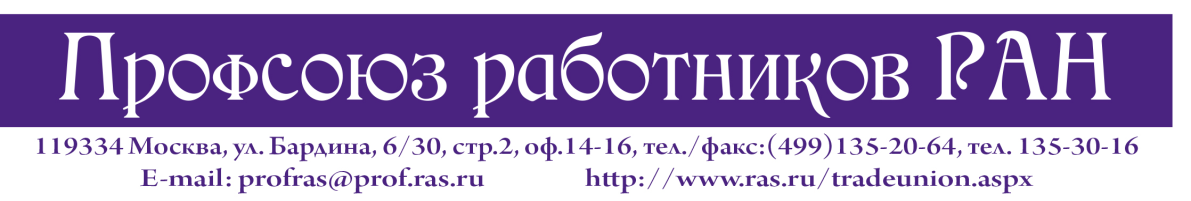 Профсоюз работников РАН
119334 Москва, ул. Бардина, 6/30, стр.2, оф.14-16, тел./факс:(499)135-20-64, тел. 135-30-16
E-mail: profras@prof.ras.ru http://www.ras.ru/tradeunion.aspx